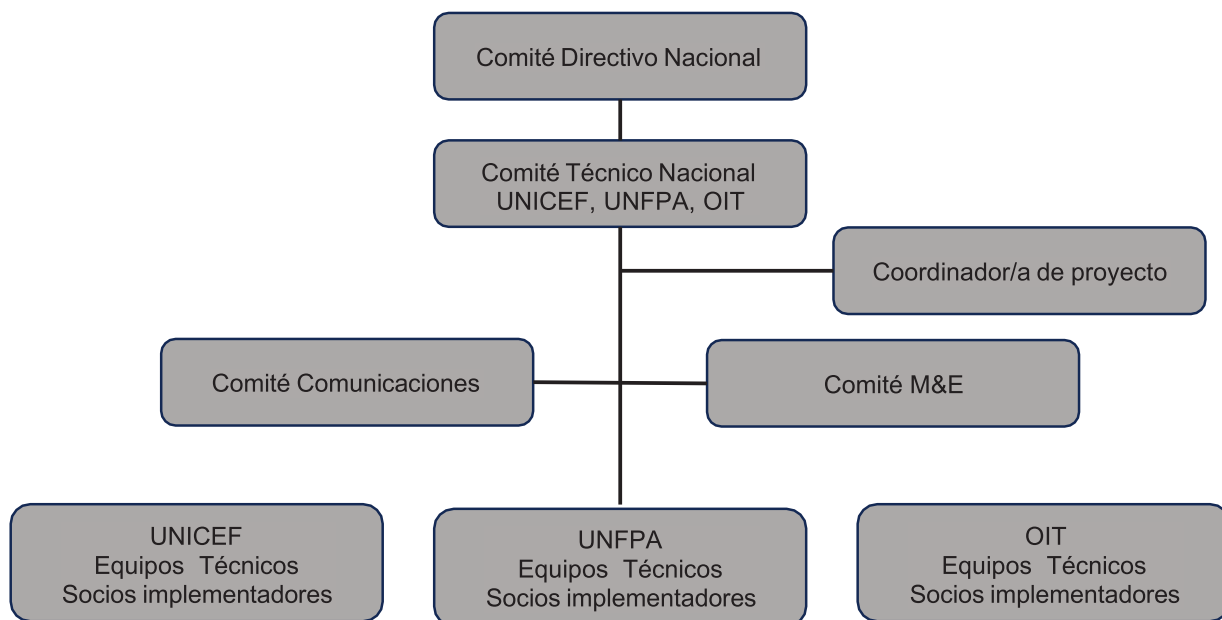 Comité Directivo Nacional
Comité Técnico Nacional
UNICEF, UNFPA, OIT
Coordinador/a de proyecto
Comité Comunicaciones
Comité M&E
UNICEF
Equipos Técnicos
Socios implementadores
UNFPA
Equipos Técnicos
Socios implementadores
OIT
Equipos Técnicos
Socios implementadores